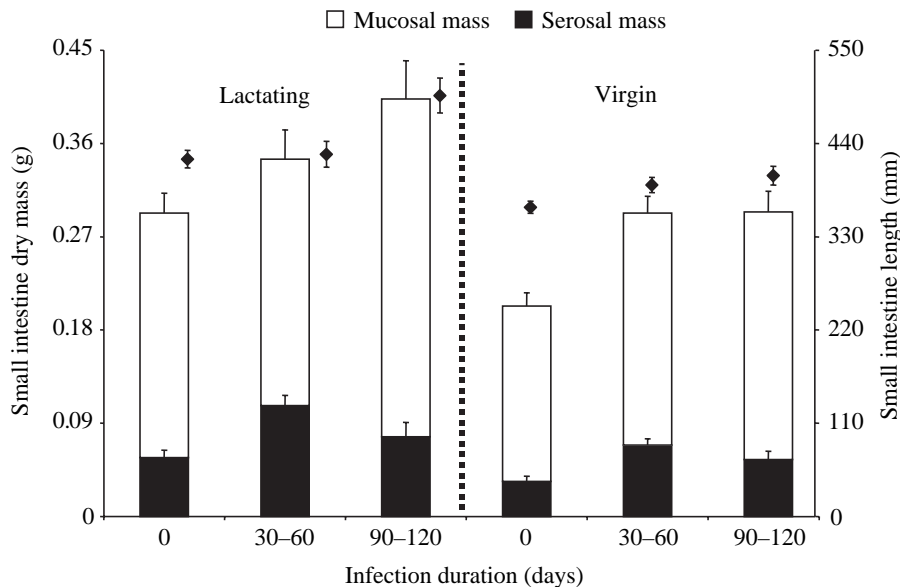 Mucosal mass Serosal mass
Lactating Virgin
Small intestine dry mass (g)
0.45
0.36
0.27
0.18
0.09
0
550
440
330
220
110
0
Small intestine length (mm)
0 30–60 90–120 0 30–60 90–120
Infection duration (days)